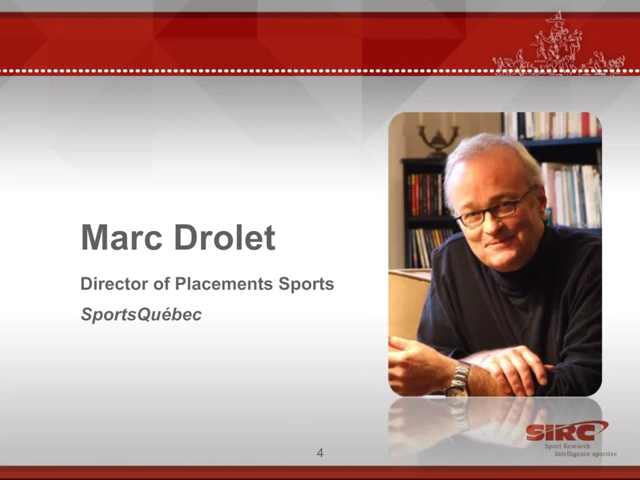 Marc Drolet
Director of Placements Sports
SportsQuébec
4
SIRC
Sport Research
Intelligence sportive